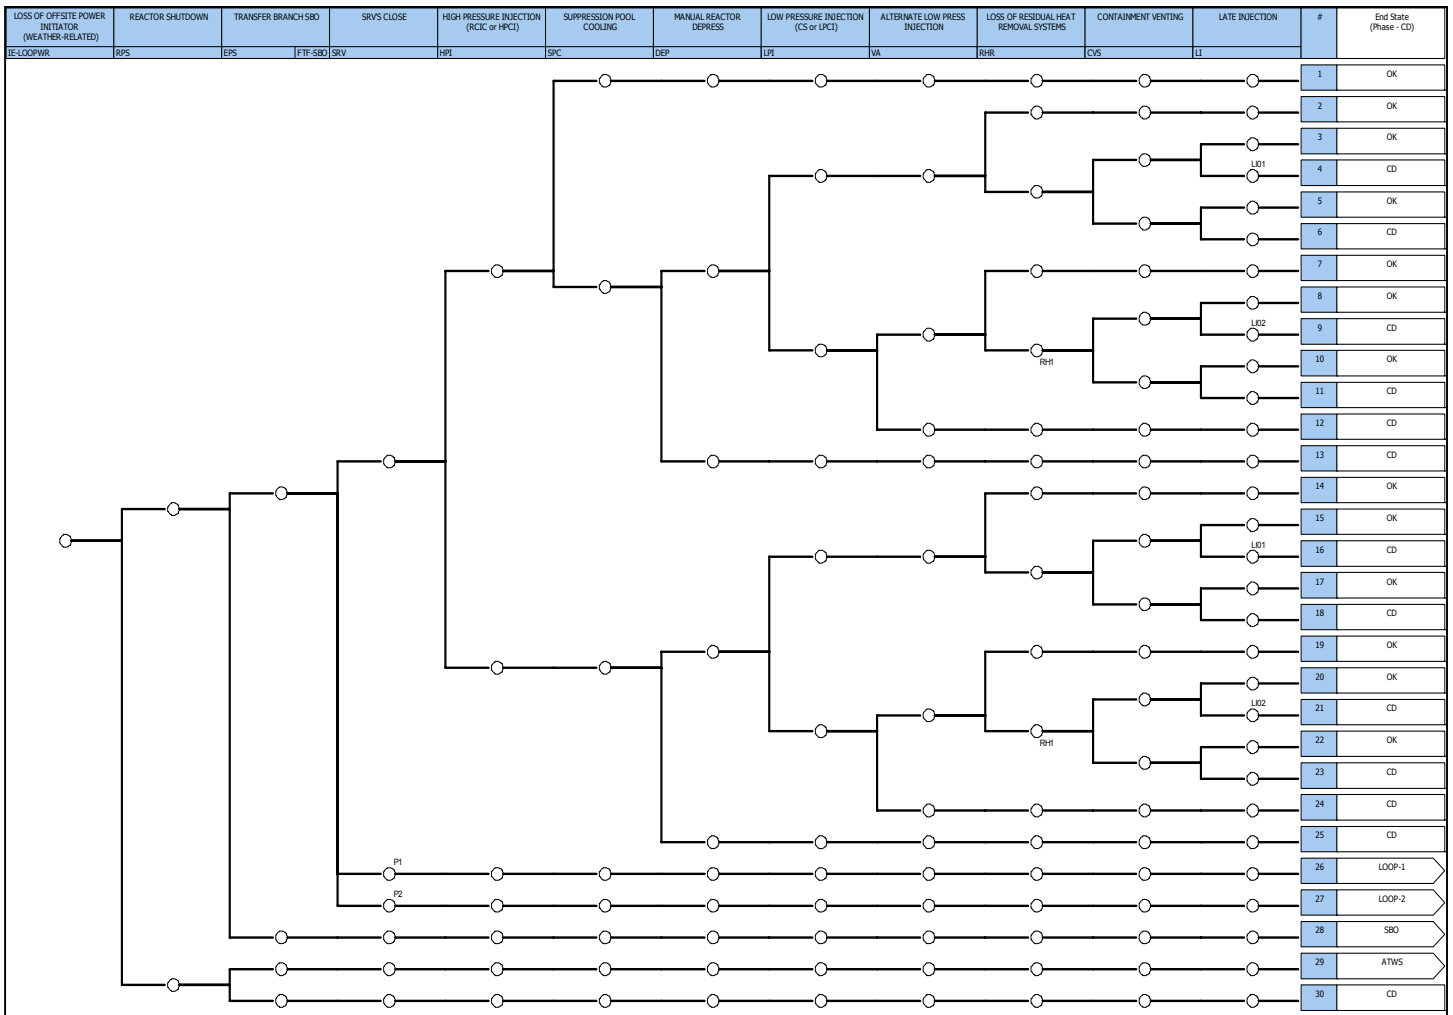 LOSS OF OFFSITE POWER
INITIATOR
(WEATHER-RELATED)
IE-LOOPWR
REACTOR SHUTDOWN
RPS
TRANSFER BRANCH SBO
EPS
FTF-SBO
SRV'S CLOSE
SRV
HIGH PRESSURE INJECTION
(RCIC or HPCI)
HPI
SUPPRESSION POOL
COOLING
SPC
MANUAL REACTOR
DEPRESS
DEP
LOW PRESSURE INJECTION
(CS or LPCI)
LPI
ALTERNATE LOW PRESS
INJECTION
VA
LOSS OF RESIDUAL HEAT
REMOVAL SYSTEMS
RHR
CONTAINMENT VENTING
CVS
LATE INJECTION
LI
#
End State
(Phase - CD)
1 OK
2 OK
3 OK
LI01
4 CD
5 OK
6 CD
7 OK
8 OK
LI02
9 CD
RH1
10 OK
11 CD
12 CD
13 CD
14 OK
15 OK
LI01
16 CD
17 OK
18 CD
19 OK
20 OK
LI02
21 CD
RH1
22 OK
23 CD
24 CD
25 CD
P1
26 LOOP-1
P2
27 LOOP-2
28 SBO
29 ATWS
30 CD